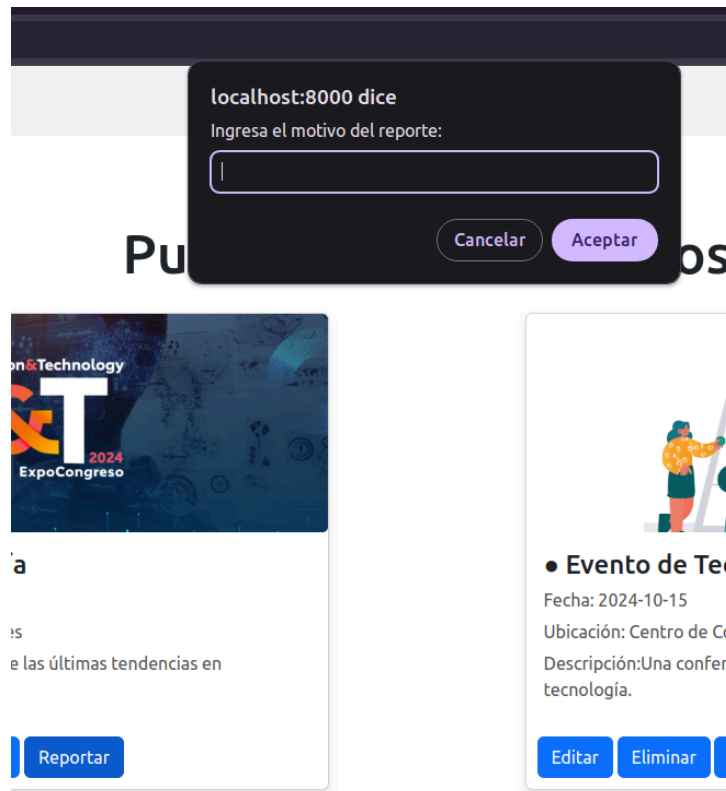 localhost:8000 dice
Ingresa el motivo del reporte:
Cancelar
Aceptar
Pu
os
on&Technology
&T
2024
ExpoCongreso
ía
es
e las últimas tendencias en
Reportar
● Evento de Tec
Fecha: 2024-10-15
Ubicación: Centro de Co
Descripción:Una confer
tecnología.
Editar
Eliminar